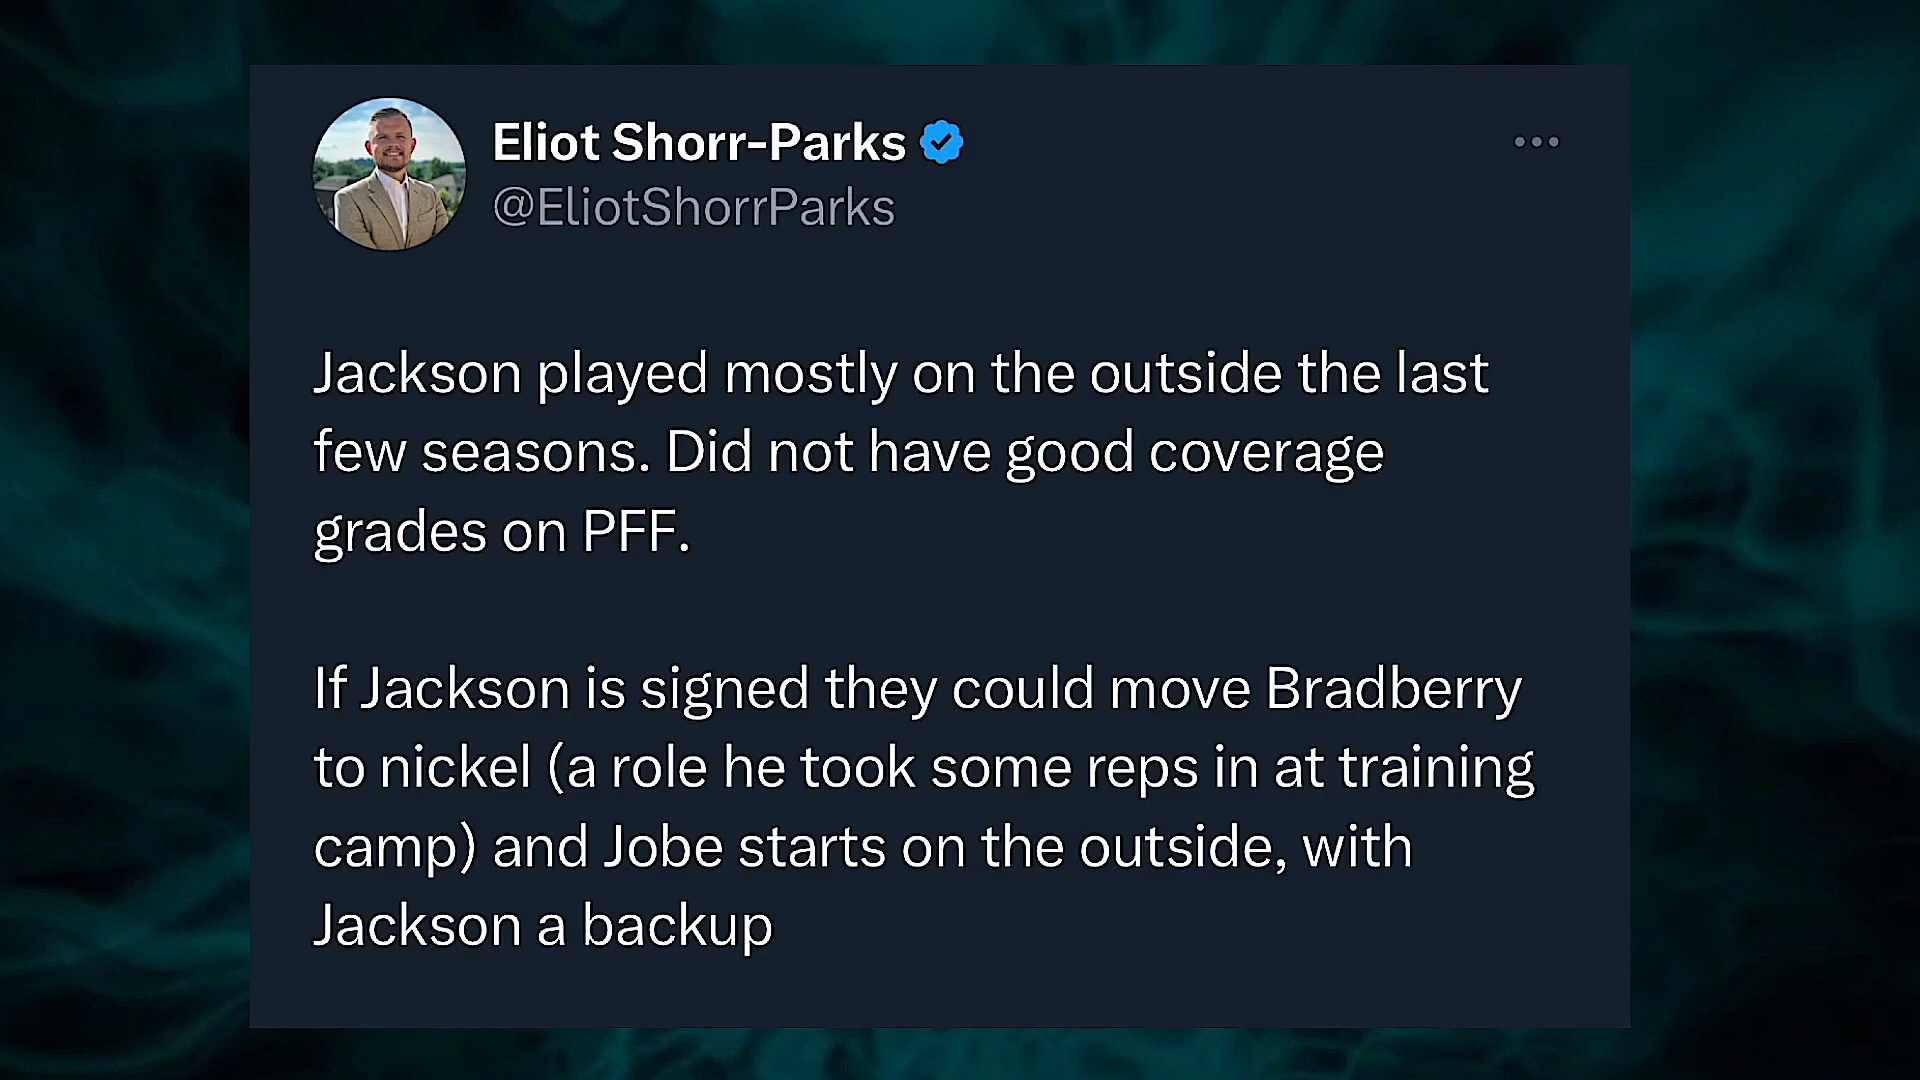 Eliot Shorr-Parks
@EliotShorrParks
Jackson played mostly on the outside the last
few seasons. Did not have good coverage
grades on PFF.
If Jackson is signed they could move Bradberry
to nickel (a role he took some reps in at training
camp) and Jobe starts on the outside, with
Jackson a backup